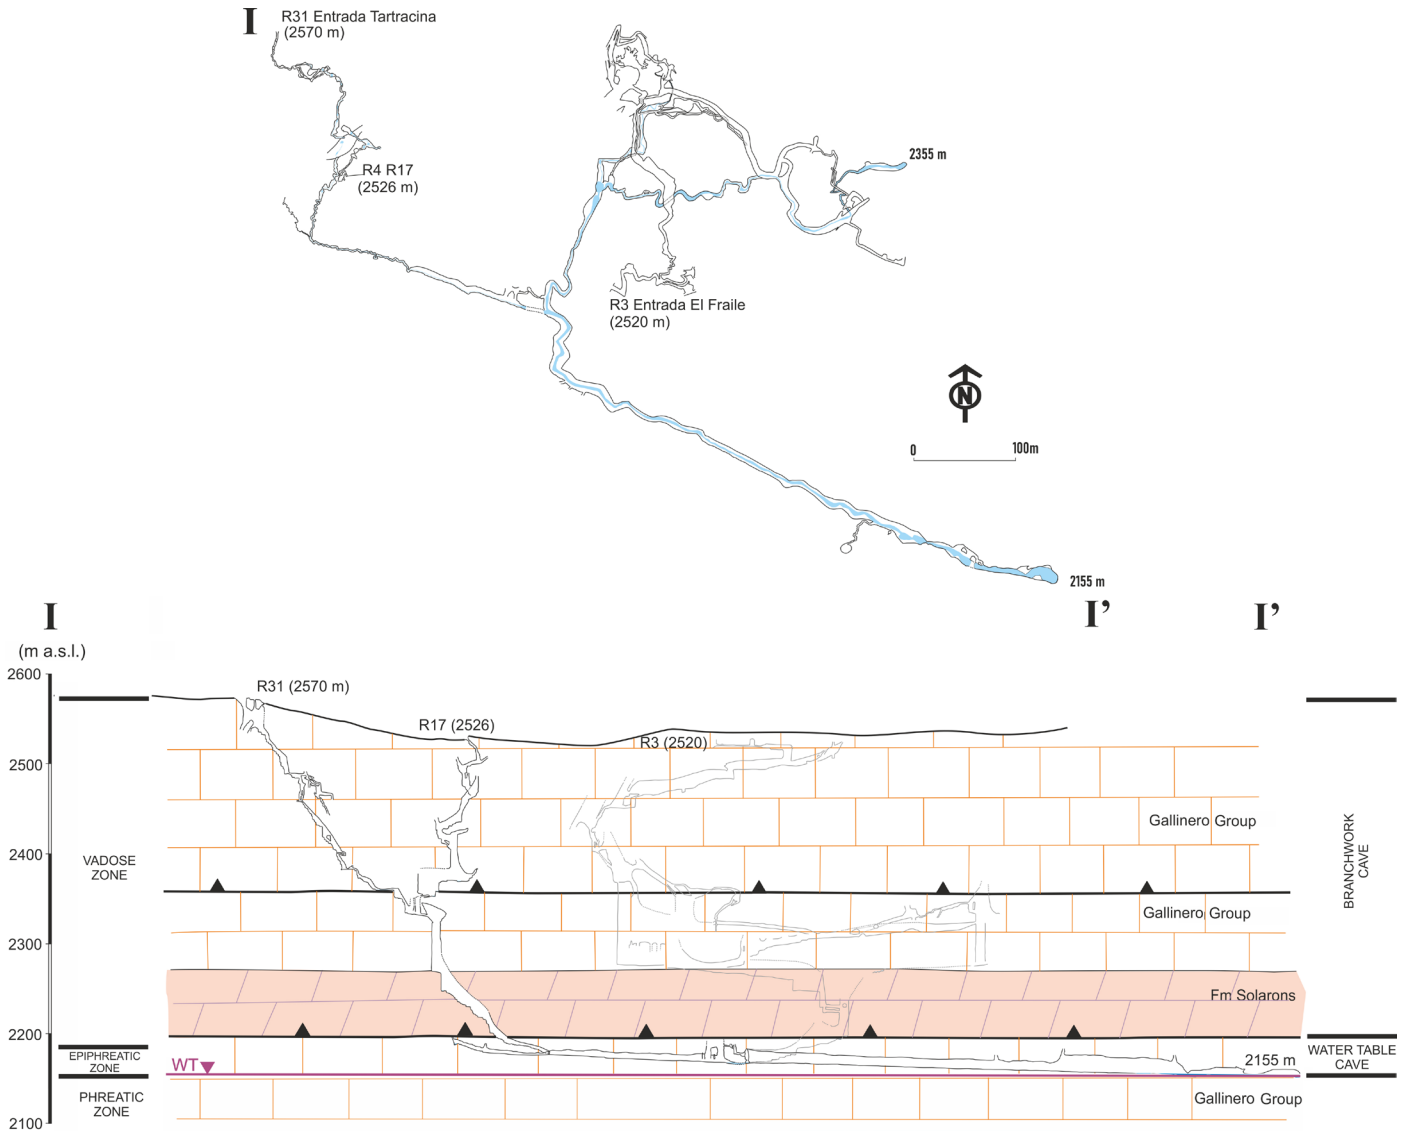 I
R31 Entrada Tartracina
(2570 m)
2355 m
R4 R17
(2526 m)
R3 Entrada El Fraile
(2520 m)
N
0 100m
2155 m
I I' I'
(m a.s.l.)
2600
R31 (2570 m)
R17 (2526)
R3 (2520)
2500
Gallinero Group
2400
VADOSE
ZONE
BRANCHWORK
CAVE
Gallinero Group
2300
Fm Solarons
2200
EPIPHREATIC
ZONE
WT
2155 m
WATER TABLE
CAVE
PHREATIC
ZONE
Gallinero Group
2100